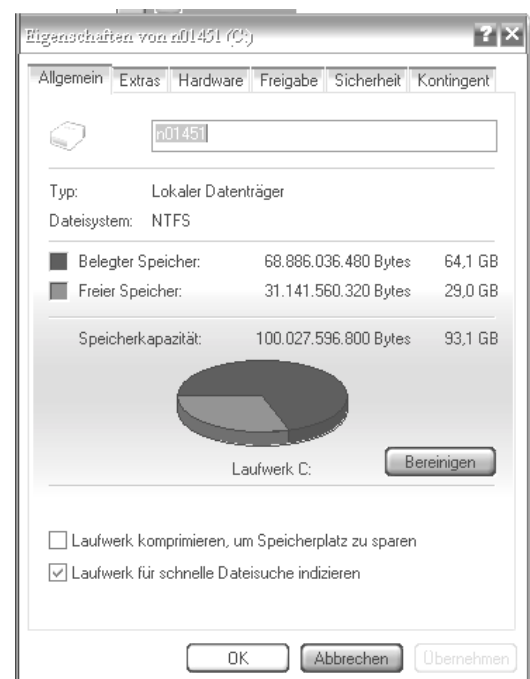 Eigenschaften von n01451 (C:)
Allgemein Extras Hardware Freigabe Sicherheit Kontingent
n01451
Typ: Lokaler Datenträger
Dateisystem: NTFS
Belegter Speicher: 68.886.036.480 Bytes 64,1 GB
Freier Speicher: 31.141.560.320 Bytes 29,0 GB
Speicherkapazität: 100.027.596.800 Bytes 93,1 GB
Laufwerk C:
Bereinigen
Laufwerk komprimieren, um Speicherplatz zu sparen
Laufwerk für schnelle Dateisuche indizieren
OK Abbrechen Übernehmen